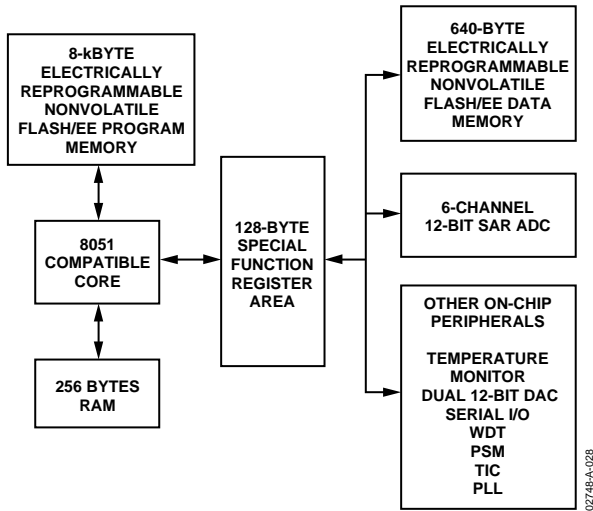 8-kBYTE
ELECTRICALLY
REPROGRAMMABLE
NONVOLATILE
FLASH/EE PROGRAM
MEMORY
8051
COMPATIBLE
CORE
256 BYTES
RAM
128-BYTE
SPECIAL
FUNCTION
REGISTER
AREA
640-BYTE
ELECTRICALLY
REPROGRAMMABLE
NONVOLATILE
FLASH/EE DATA
MEMORY
6-CHANNEL
12-BIT SAR ADC
OTHER ON-CHIP
PERIPHERALS
TEMPERATURE
MONITOR
DUAL 12-BIT DAC
SERIAL I/O
WDT
PSM
TIC
PLL
02748-A-028